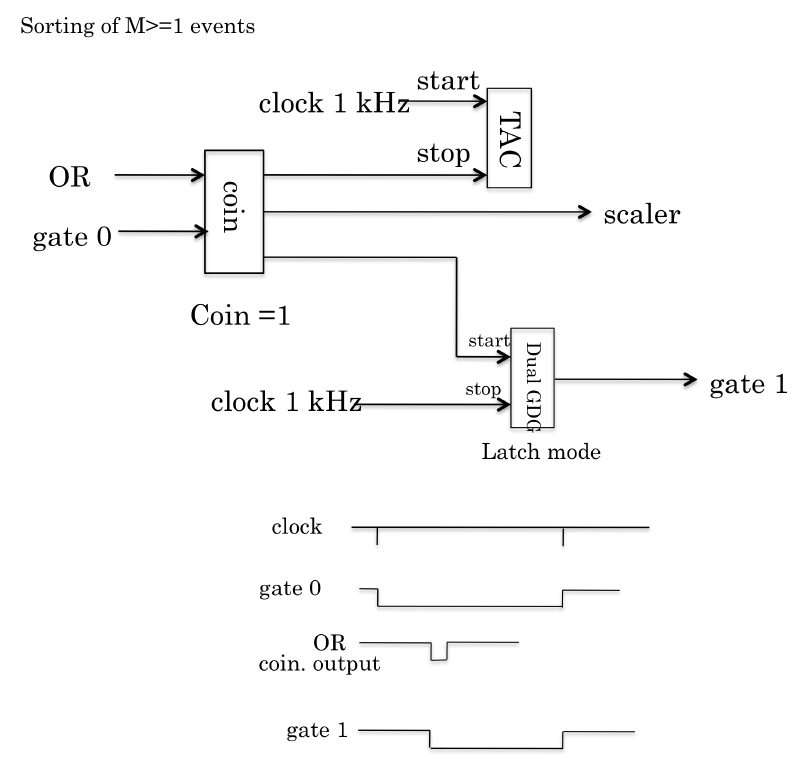 Sorting of M>=1 events
start
clock 1 kHz
TAC
stop
OR
coin
scaler
gate 0
Coin =1
start
Dual GDG
stop
gate 1
clock 1 kHz
Latch mode
clock
gate 0
OR
coin. output
gate 1